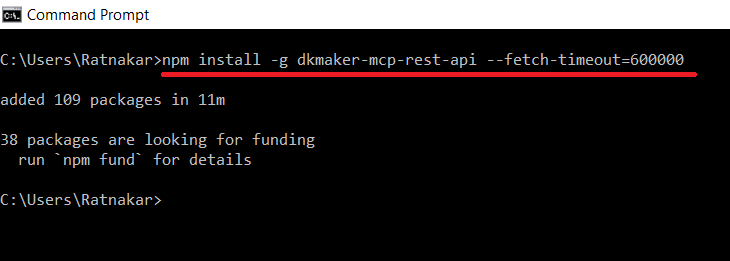 Command Prompt
C:\Users\Ratnakar>npm install -g dkmaker-mcp-rest-api --fetch-timeout=600000
added 109 packages in 11m
38 packages are looking for funding
  run `npm fund` for details
C:\Users\Ratnakar>